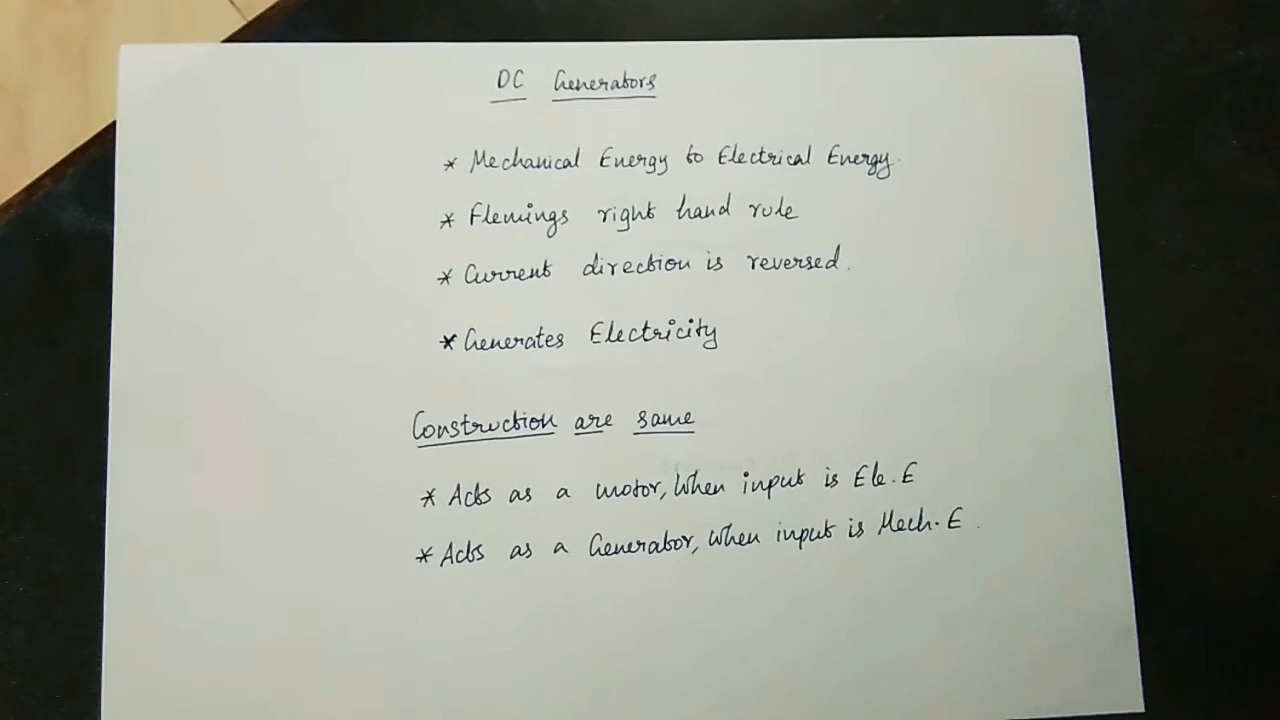 DC Generators
* Mechanical Energy to Electrical Energy.
* Flemings right hand rule
* Current direction is reversed.
* Generates Electricity
Construction are same
* Acts as a motor, When input is Ele.E
* Acts as a Generator, When input is Mech.E.